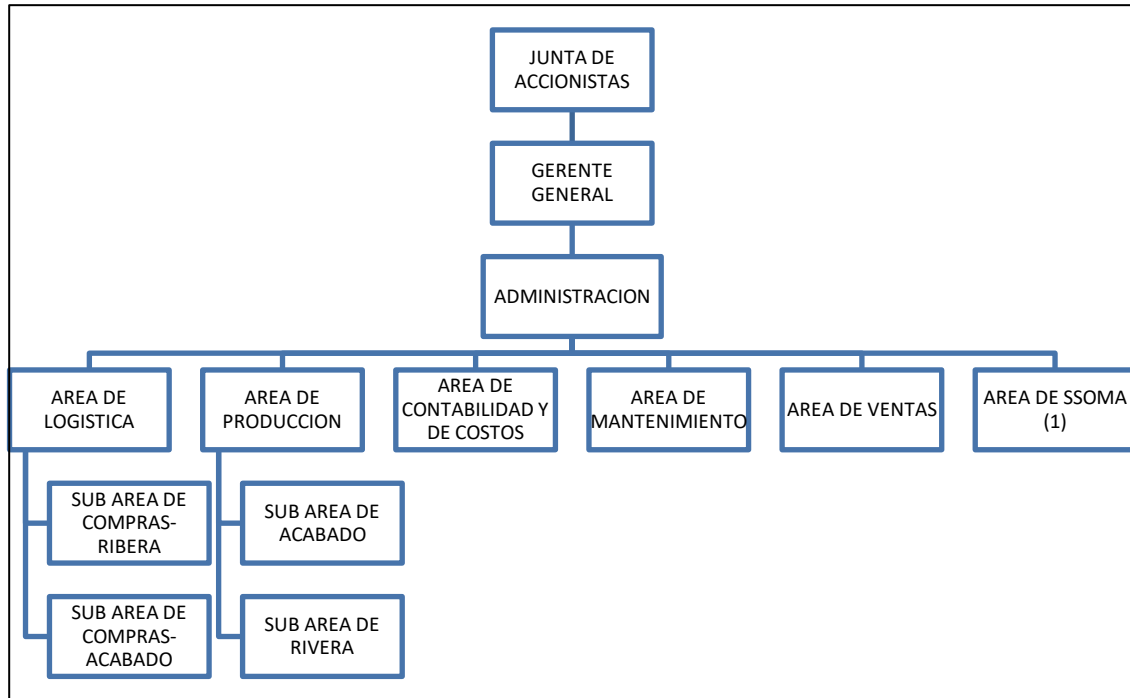 JUNTA DE
ACCIONISTAS
GERENTE
GENERAL
ADMINISTRACION
AREA DE
LOGISTICA
AREA DE
PRODUCCION
AREA DE
CONTABILIDAD Y
DE COSTOS
AREA DE
MANTENIMIENTO
AREA DE VENTAS
AREA DE SSOMA
(1)
SUB AREA DE
COMPRAS-
RIBERA
SUB AREA DE
COMPRAS-
ACABADO
SUB AREA DE
ACABADO
SUB AREA DE
RIVERA